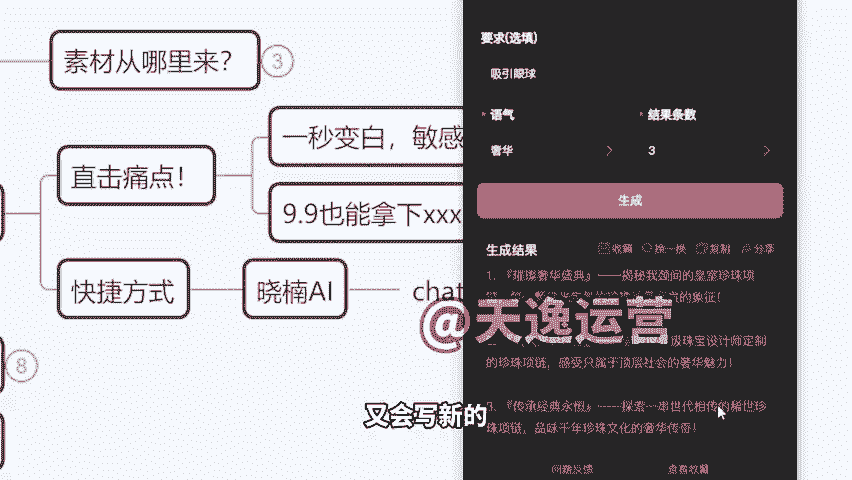 素材从哪里来？
3
直击痛点！
一秒变白，敏感
9.9也能拿下xxx
快捷方式
晓楠AI
chat
8
要求(选填)
吸引眼球
* 语气
* 结果条数
奢华
3
生成
生成结果
收藏 换一换 复制 分享
1. 『璀璨奢华盛典』——揭秘我颈间的皇室珍珠项
的象征！
级珠宝设计师定制
的珍珠项链，感受只属于顶层社会的奢华魅力！
3. 『传承经典永恒』——探索一串世代相传的稀世珍
珠项链，品味千年珍珠文化的奢华传奇！
问题反馈
查看收藏
@天逸运营
又会写新的